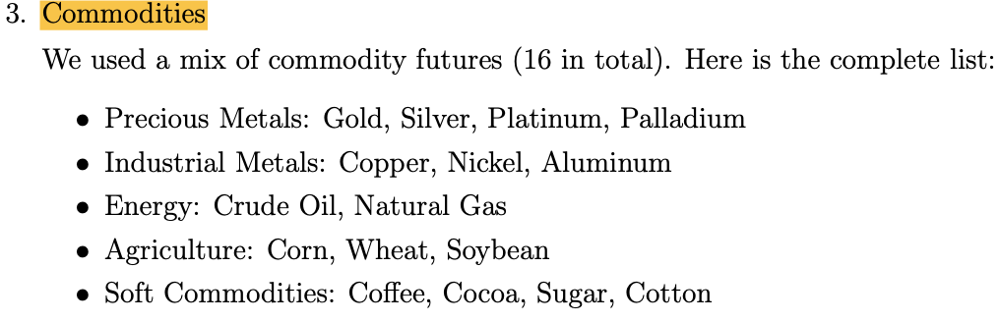 3. Commodities
We used a mix of commodity futures (16 in total). Here is the complete list:
• Precious Metals: Gold, Silver, Platinum, Palladium
• Industrial Metals: Copper, Nickel, Aluminum
• Energy: Crude Oil, Natural Gas
• Agriculture: Corn, Wheat, Soybean
• Soft Commodities: Coffee, Cocoa, Sugar, Cotton